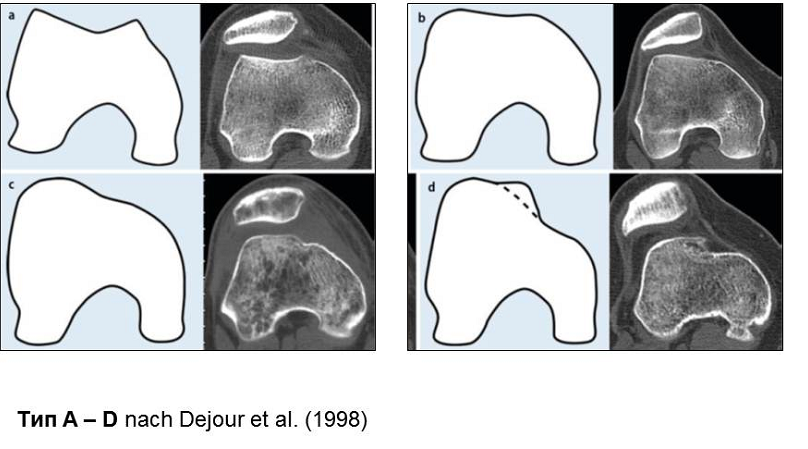 a
b
c
d
Тип A – D nach Dejour et al. (1998)